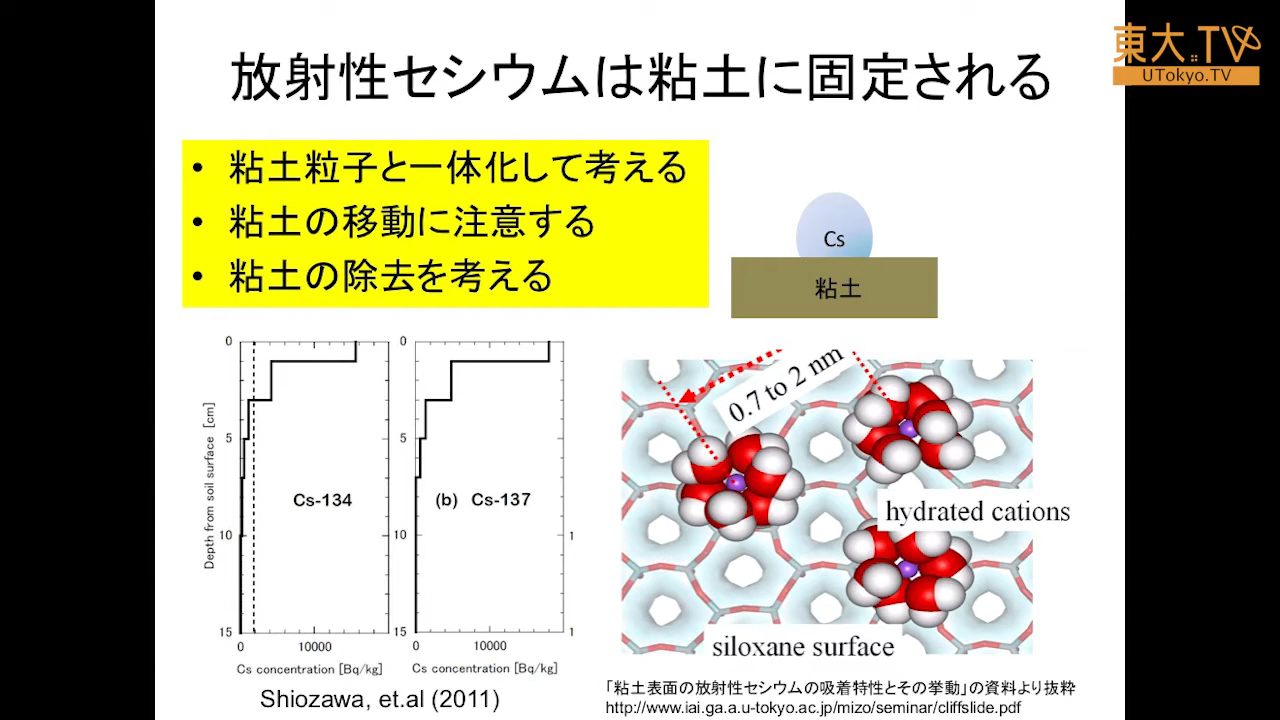 東大.TV
UTokyo.TV
放射性セシウムは粘土に固定される
• 粘土粒子と一体化して考える
• 粘土の移動に注意する
• 粘土の除去を考える
Cs
粘土
0
5
10
15
Depth from soil surface [cm]
Cs-134
0
10000
Cs concentration [Bq/kg]
0
5
10
15
(b) Cs-137
1
1
0
10000
Cs concentration [Bq/kg]
Shiozawa, et.al (2011)
0.7 to 2 nm
hydrated cations
siloxane surface
「粘土表面の放射性セシウムの吸着特性とその挙動」の資料より抜粋
http://www.iai.ga.a.u-tokyo.ac.jp/mizo/seminar/cliffslide.pdf